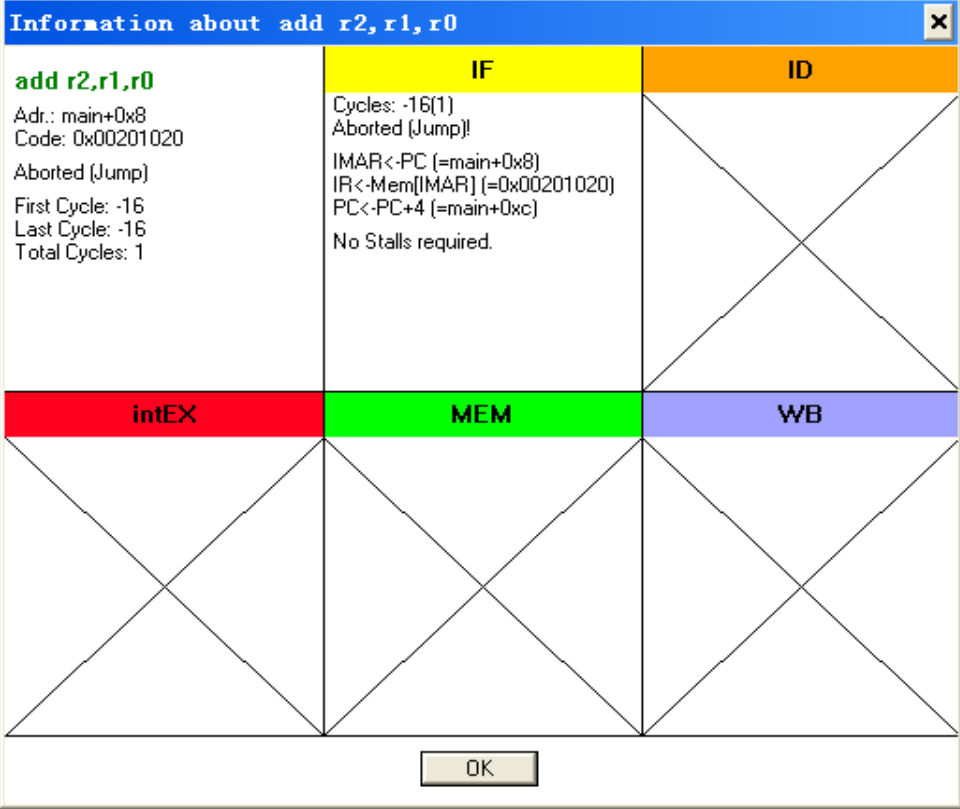 Information about add r2,r1,r0
add r2,r1,r0
Adr.: main+0x8
Code: 0x00201020
Aborted (Jump)
First Cycle: -16
Last Cycle: -16
Total Cycles: 1
IF
Cycles: -16(1)
Aborted (Jump)!
IMAR<-PC (=main+0x8)
IR<-Mem[IMAR] (=0x00201020)
PC<-PC+4 (=main+0xc)
No Stalls required.
ID
intEX
MEM
WB
OK